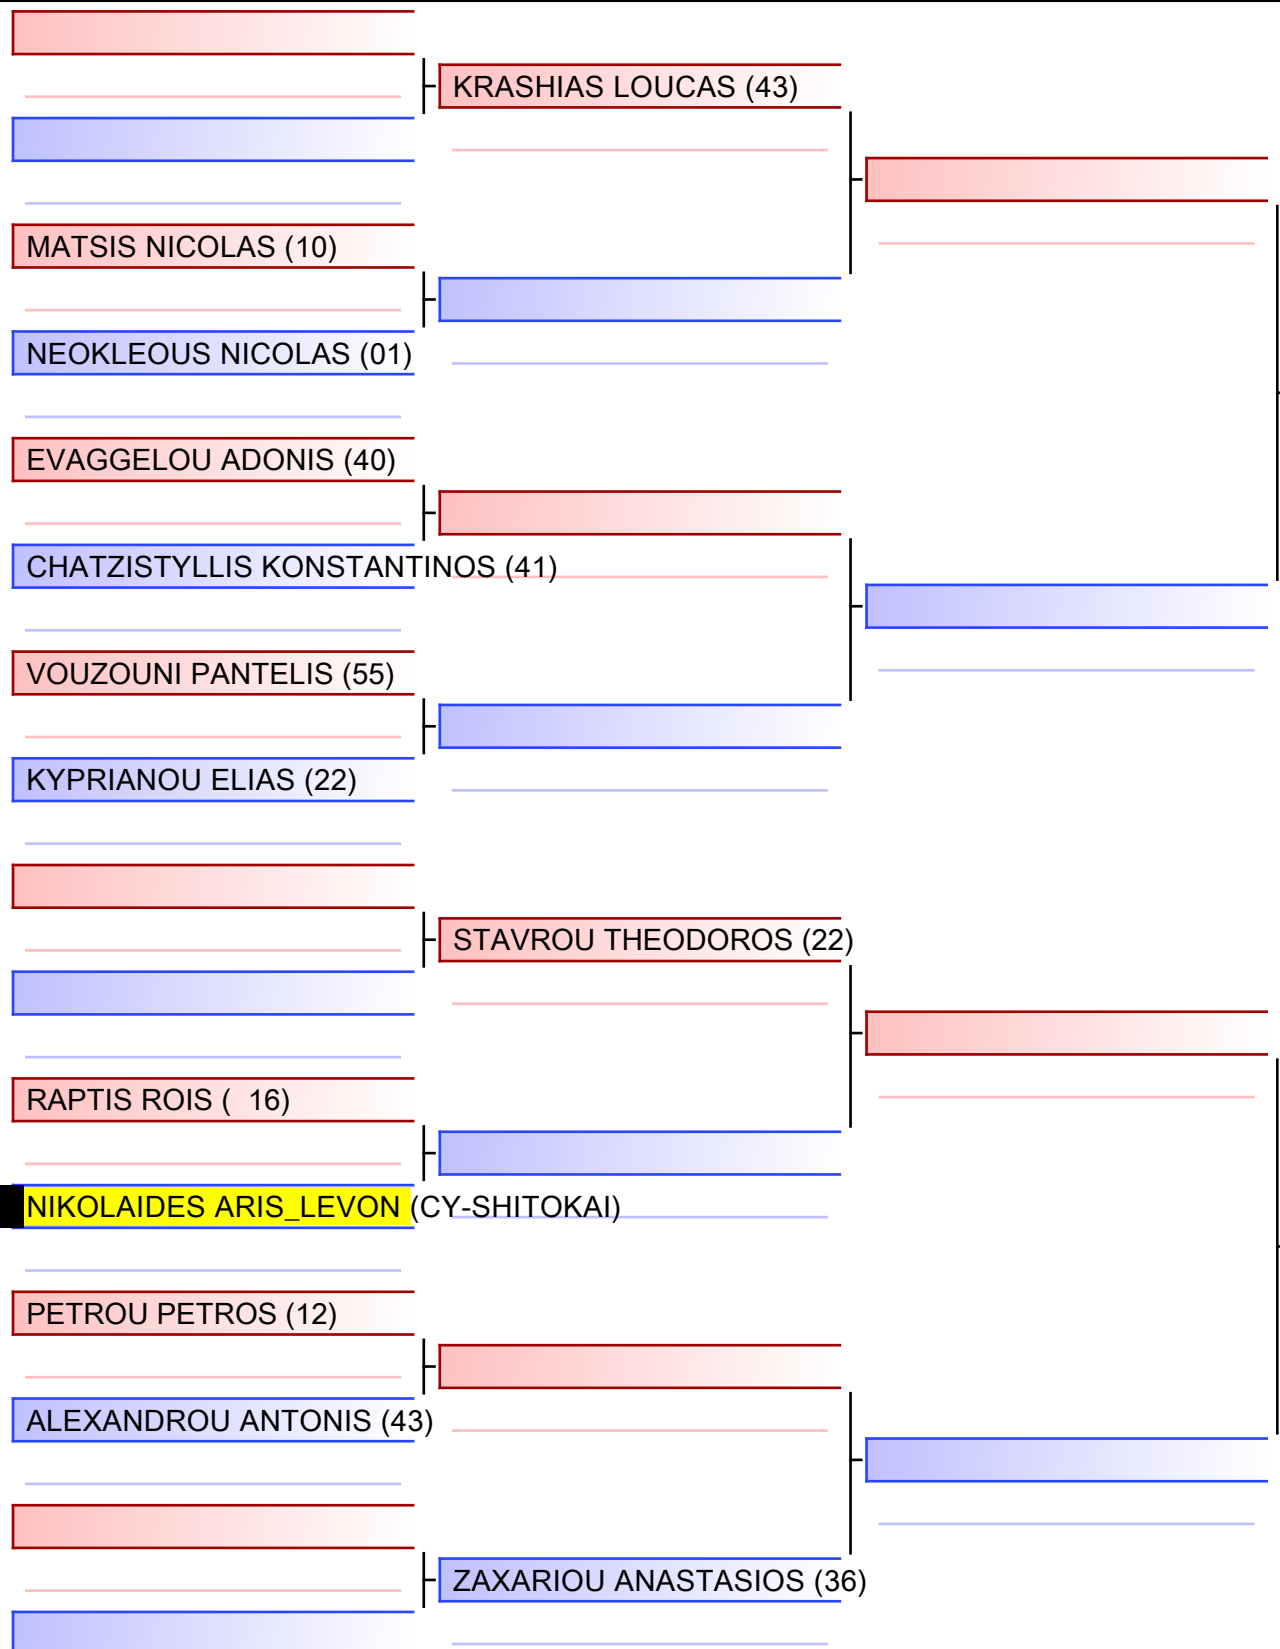 KRASHIAS LOUCAS (43)
MATSIS NICOLAS (10)
NEOKLEOUS NICOLAS (01)
EVAGGELOU ADONIS (40)
CHATZISTYLLIS KONSTANTINOS (41)
VOUZOUNI PANTELIS (55)
KYPRIANOU ELIAS (22)
STAVROU THEODOROS (22)
RAPTIS ROIS (  16)
NIKOLAIDES ARIS_LEVON (CY-SHITOKAI)
PETROU PETROS (12)
ALEXANDROU ANTONIS (43)
ZAXARIOU ANASTASIOS (36)